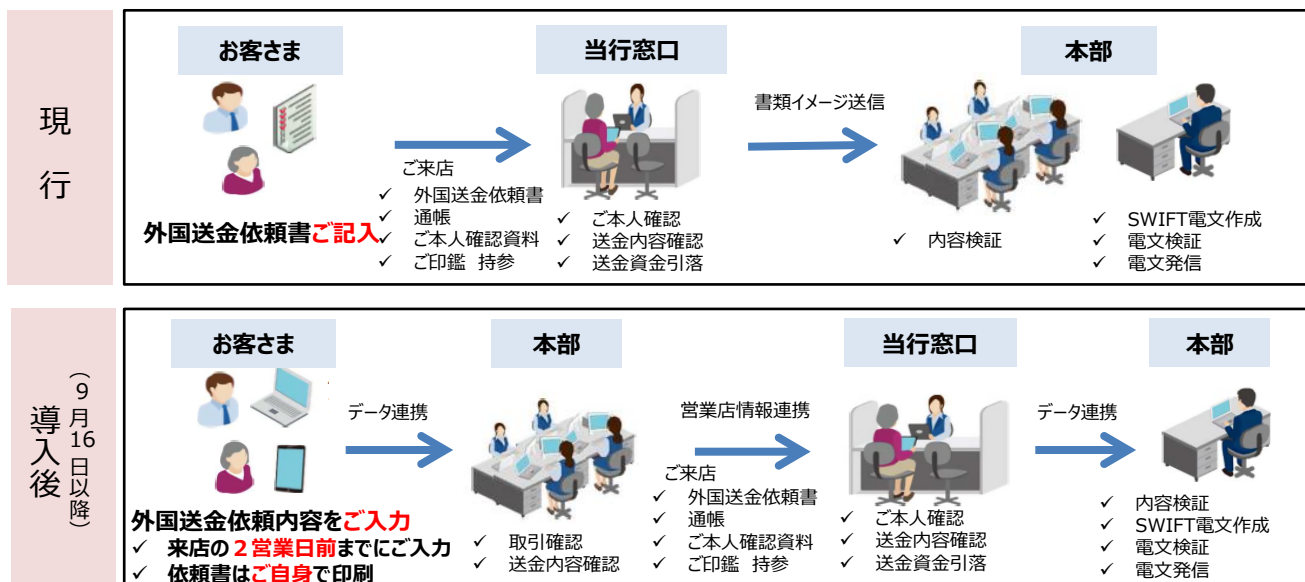 現行
お客さま
当行窓口
本部
書類イメージ送信
外国送金依頼書ご記入
ご来店
✓ 外国送金依頼書
✓ 通帳
✓ ご本人確認資料
✓ ご印鑑 持参
✓ ご本人確認
✓ 送金内容確認
✓ 送金資金引落
✓ 内容検証
✓ SWIFT電文作成
✓ 電文検証
✓ 電文発信
導入後
(9月16日以降)
お客さま
本部
当行窓口
本部
データ連携
営業店情報連携
データ連携
外国送金依頼内容をご入力
✓ 来店の2営業日前までにご入力
✓ 依頼書はご自身で印刷
✓ 取引確認
✓ 送金内容確認
ご来店
✓ 外国送金依頼書
✓ 通帳
✓ ご本人確認資料
✓ ご印鑑 持参
✓ ご本人確認
✓ 送金内容確認
✓ 送金資金引落
✓ 内容検証
✓ SWIFT電文作成
✓ 電文検証
✓ 電文発信